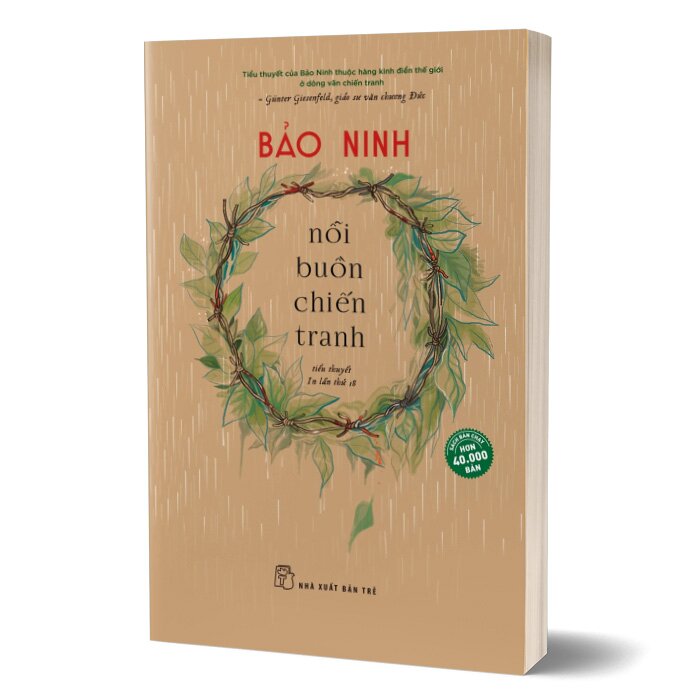 Tiểu thuyết của Bảo Ninh thuộc hàng kinh điển thế giới
ở dòng văn chiến tranh
- Günter Giesenfeld, giáo sư văn chương Đức
BẢO NINH
nỗi
buồn
chiến
tranh
tiểu thuyết
In lần thứ 18
SÁCH BÁN CHẠY
HƠN
40.000
BẢN
NHÀ XUẤT BẢN TRẺ